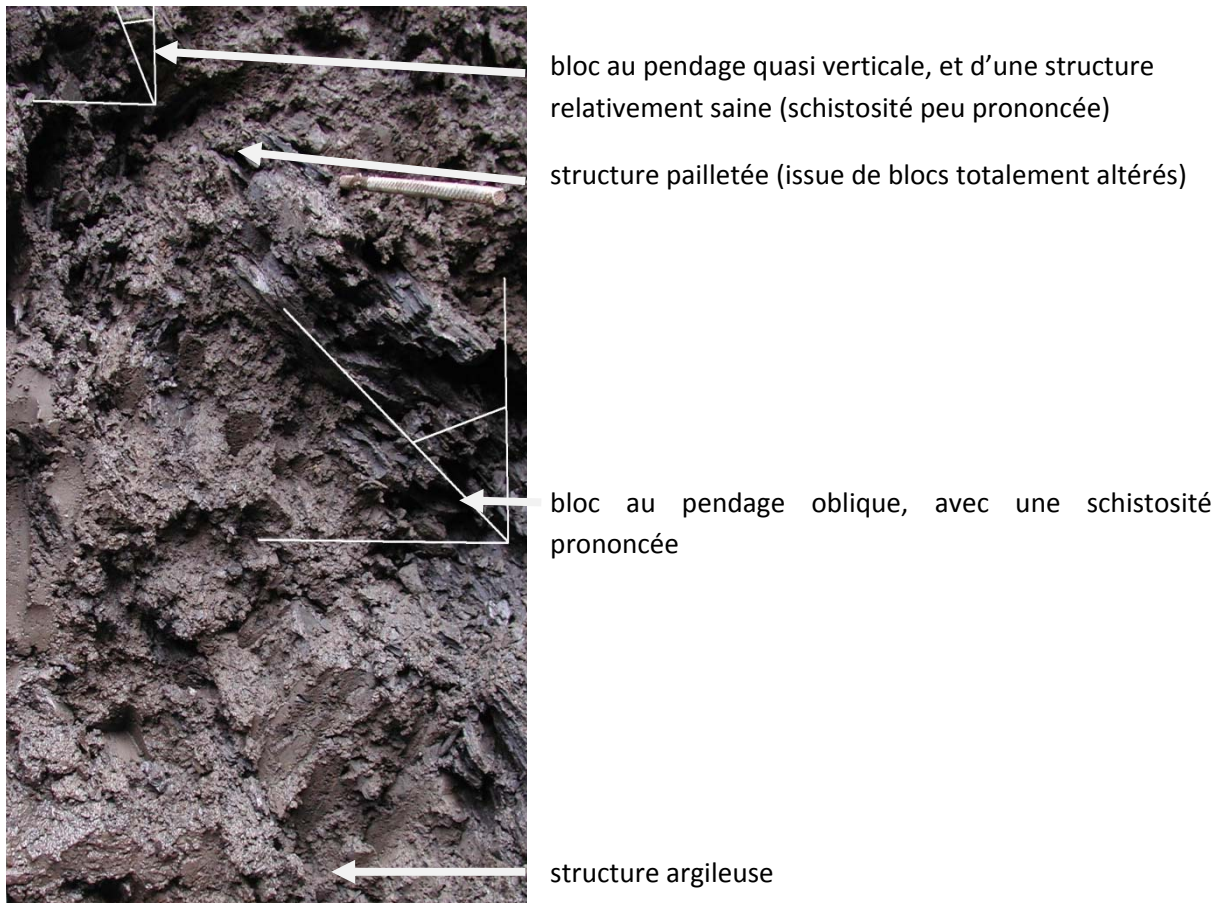 bloc au pendage quasi verticale, et d’une structure
relativement saine (schistosité peu prononcée)
structure pailletée (issue de blocs totalement altérés)
bloc au pendage oblique, avec une schistosité
prononcée
structure argileuse